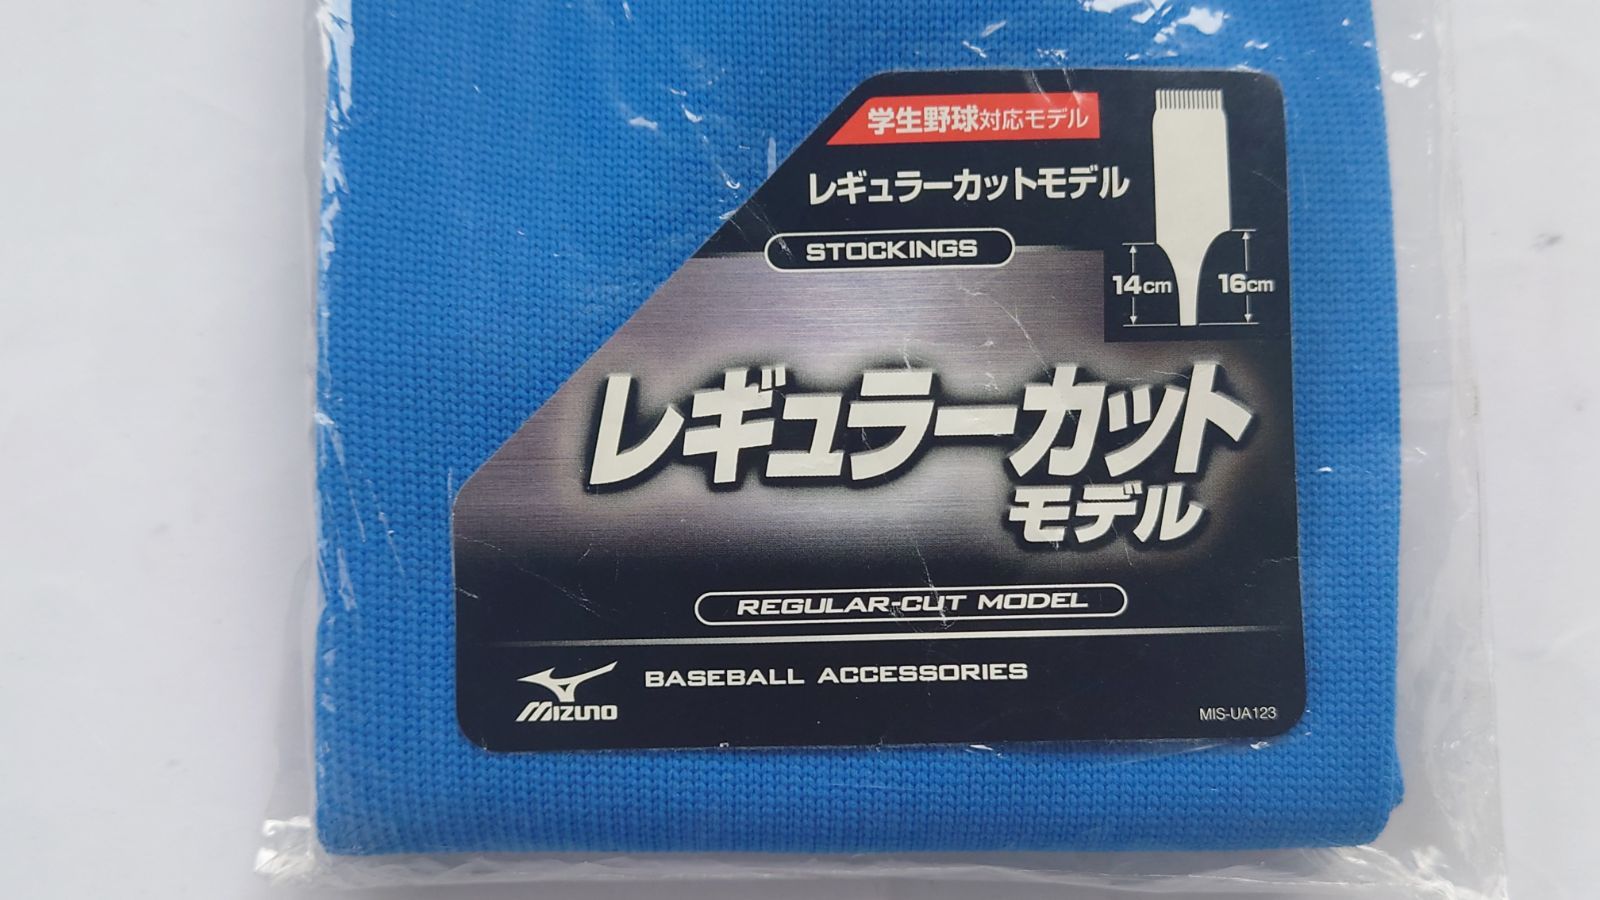 学生野球対応モデル
レギュラーカットモデル
STOCKINGS
14cm
16cm
レギュラーカット
モデル
REGULAR-CUT MODEL
MIZUNO
BASEBALL ACCESSORIES
MIS-UA123